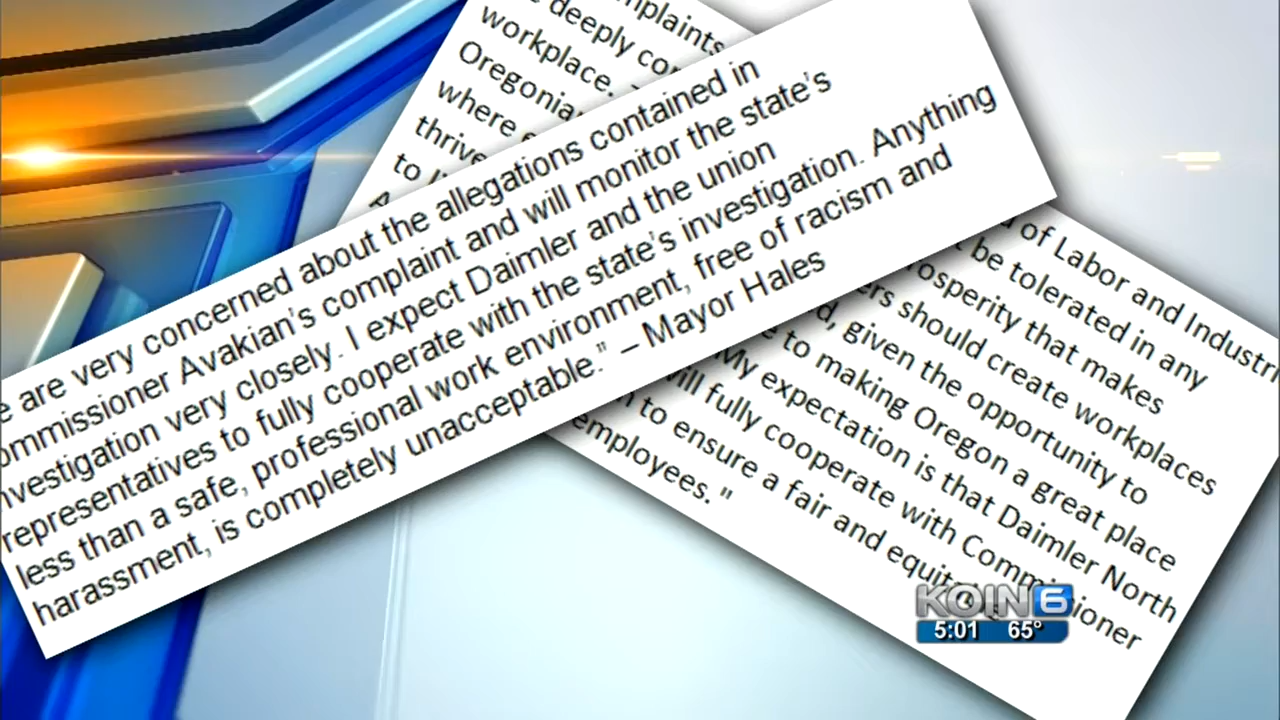 are very concerned about the allegations contained in
Commissioner Avakian's complaint and will monitor the state's
investigation very closely. I expect Daimler and the union
representatives to fully cooperate with the state's investigation. Anything
less than a safe, professional work environment, free of racism and
harassment, is completely unacceptable." – Mayor Hales
deeply
workplace.
where
thrive
to
of Labor and Industri
be tolerated in any
rosperity that makes
ers should create workplaces
given the opportunity to
to making Oregon a great place
My expectation is that Daimler North
will fully cooperate with Commissioner
to ensure a fair and
employees. "
KOIN 6
5:01 65°